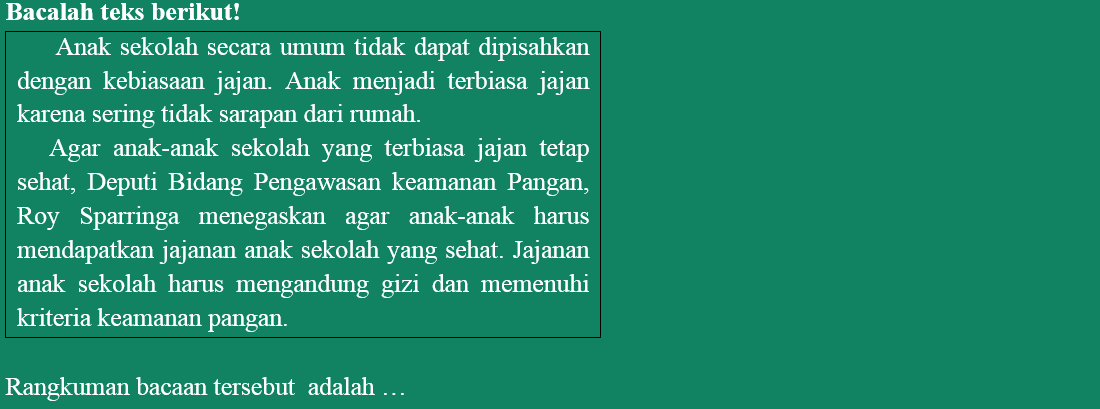 Bacalah teks berikut!
Anak sekolah secara umum tidak dapat dipisahkan
dengan kebiasaan jajan. Anak menjadi terbiasa jajan
karena sering tidak sarapan dari rumah.
Agar anak-anak sekolah yang terbiasa jajan tetap
sehat, Deputi Bidang Pengawasan keamanan Pangan,
Roy Sparringa menegaskan agar anak-anak harus
mendapatkan jajanan anak sekolah yang sehat. Jajanan
anak sekolah harus mengandung gizi dan memenuhi
kriteria keamanan pangan.
Rangkuman bacaan tersebut  adalah …